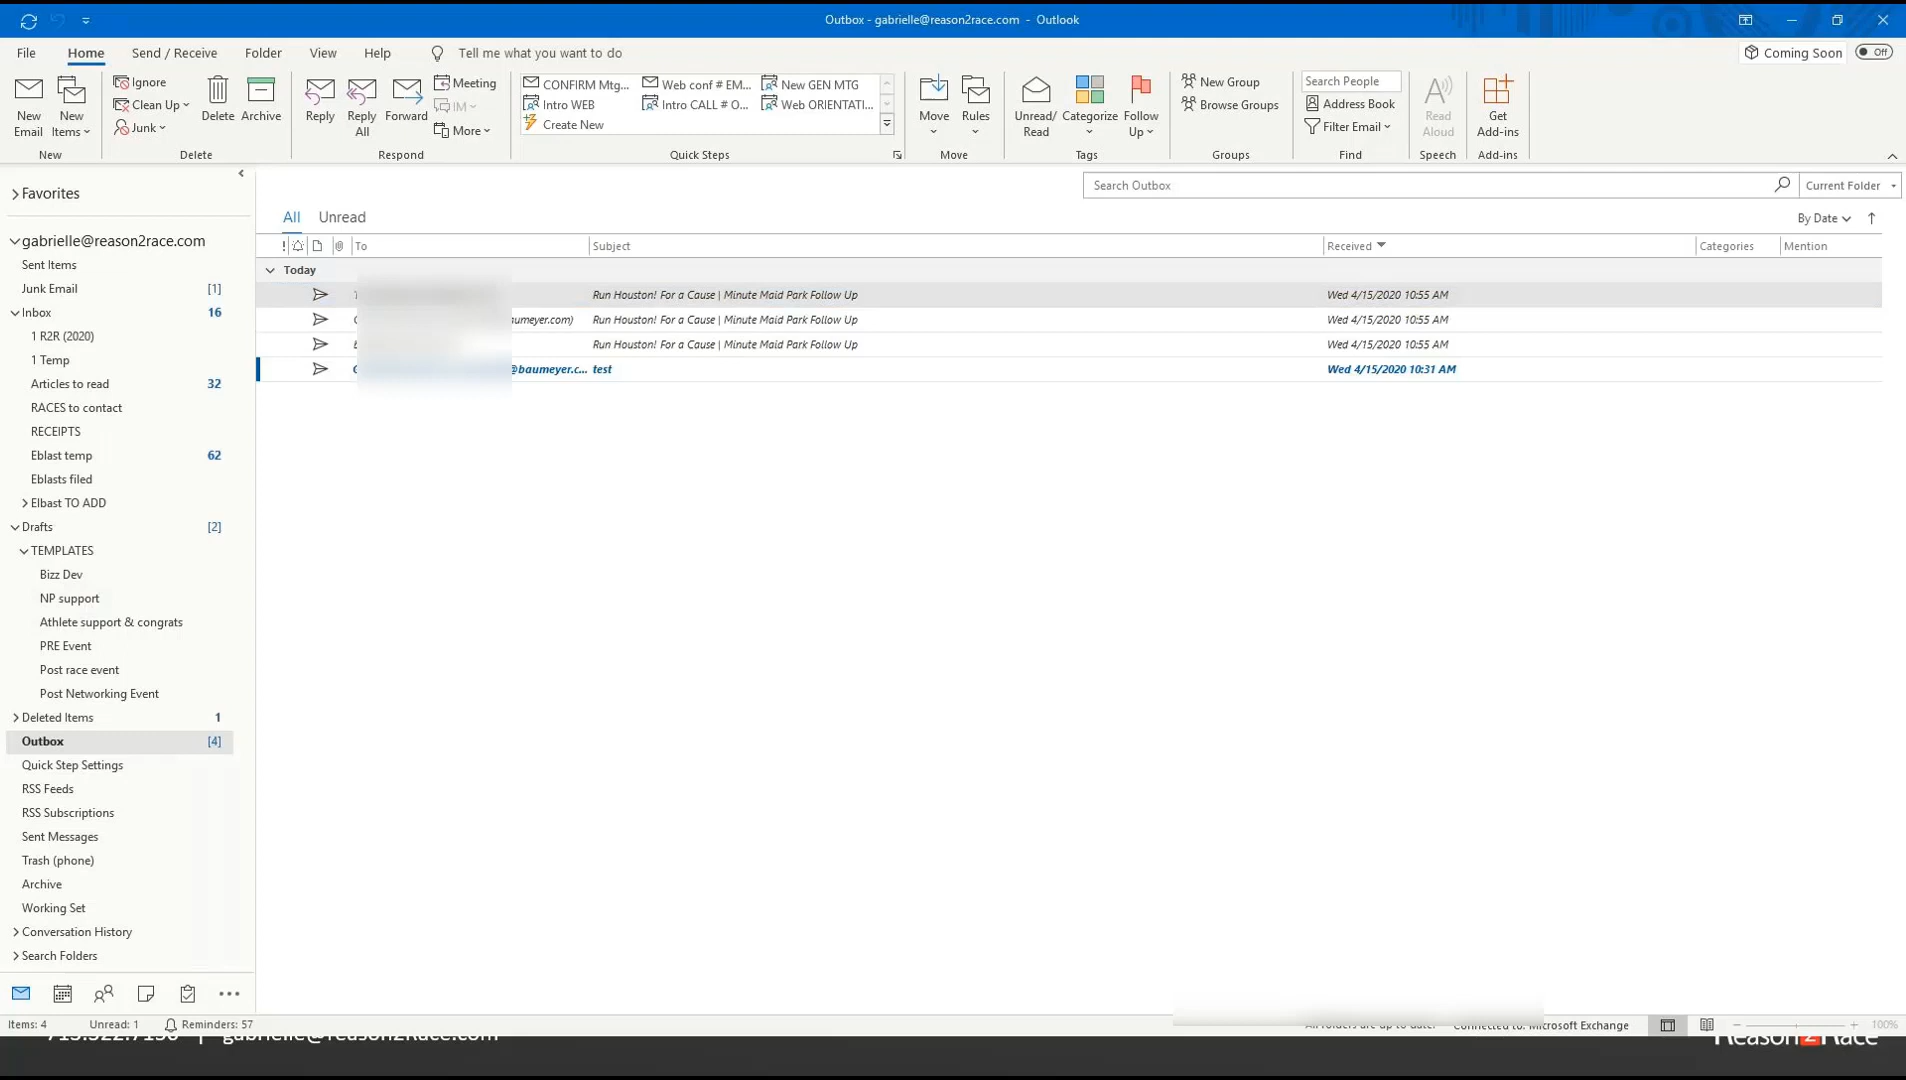 Outbox - gabrielle@reason2race.com - Outlook
File Home Send / Receive Folder View Help Tell me what you want to do Coming Soon Off
New Email
New Items
New
Ignore
Clean Up
Junk
Delete
Archive
Delete
Reply
Reply All
Forward
Meeting
IM
More
Respond
CONFIRM Mtg...
Intro WEB
Create New
Web conf # EM...
Intro CALL # O...
New GEN MTG
Web ORIENTATI...
Quick Steps
Move
Rules
Move
Unread/ Read
Categorize
Follow Up
Tags
New Group
Browse Groups
Groups
Search People
Address Book
Filter Email
Find
Read Aloud
Speech
Get Add-ins
Add-ins
Favorites
gabrielle@reason2race.com
Sent Items
Junk Email [1]
Inbox 16
1 R2R (2020)
1 Temp
Articles to read 32
RACES to contact
RECEIPTS
Eblast temp 62
Eblasts filed
Elbast TO ADD
Drafts [2]
TEMPLATES
Bizz Dev
NP support
Athlete support & congrats
PRE Event
Post race event
Post Networking Event
Deleted Items 1
Outbox [4]
Quick Step Settings
RSS Feeds
RSS Subscriptions
Sent Messages
Trash (phone)
Archive
Working Set
Conversation History
Search Folders
Search Outbox Current Folder
All Unread By Date
! To Subject Received Categories Mention
Today
Run Houston! For a Cause | Minute Maid Park Follow Up Wed 4/15/2020 10:55 AM
aumeyer.com) Run Houston! For a Cause | Minute Maid Park Follow Up Wed 4/15/2020 10:55 AM
Run Houston! For a Cause | Minute Maid Park Follow Up Wed 4/15/2020 10:55 AM
@baumeyer.c... test Wed 4/15/2020 10:31 AM
Items: 4 Unread: 1 Reminders: 57 All folders are up to date. Connected to: Microsoft Exchange 100%
| gabrielle@reason2Race.com Reason2Race